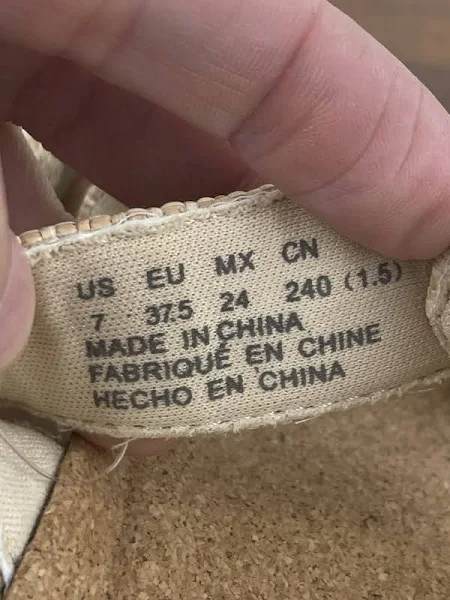 US EU MX CN
7 37.5 24 240 (1.5)
MADE IN CHINA
FABRIQUÉ EN CHINE
HECHO EN CHINA